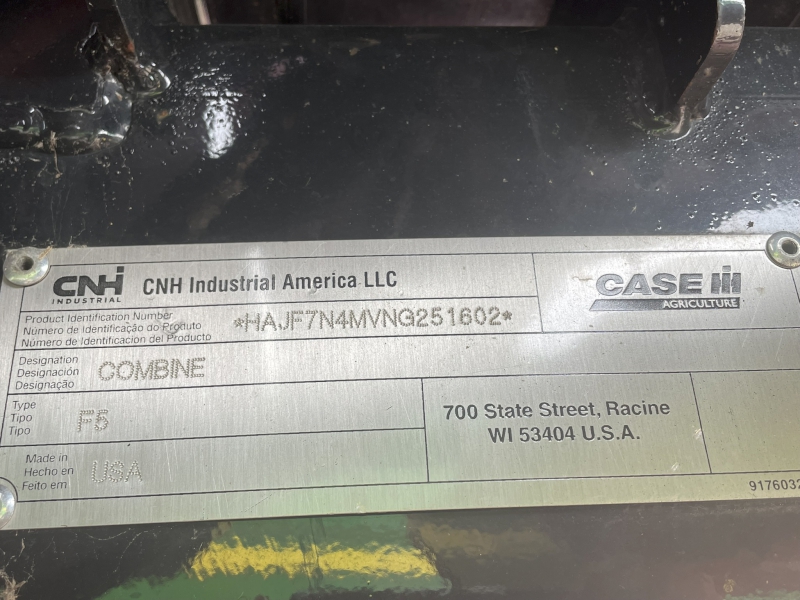 CNH
INDUSTRIAL
CNH Industrial America LLC
CASE IH
AGRICULTURE
Product Identification Number
Número de Identificação do Produto
Número de Identificacion del Producto
*HAJF7N4MVNG251602*
Designation
Designación
Designação
COMBINE
Type
Tipo
Tipo
F5
Made in
Hecho en
Feito em
USA
700 State Street, Racine
WI 53404 U.S.A.
9176032